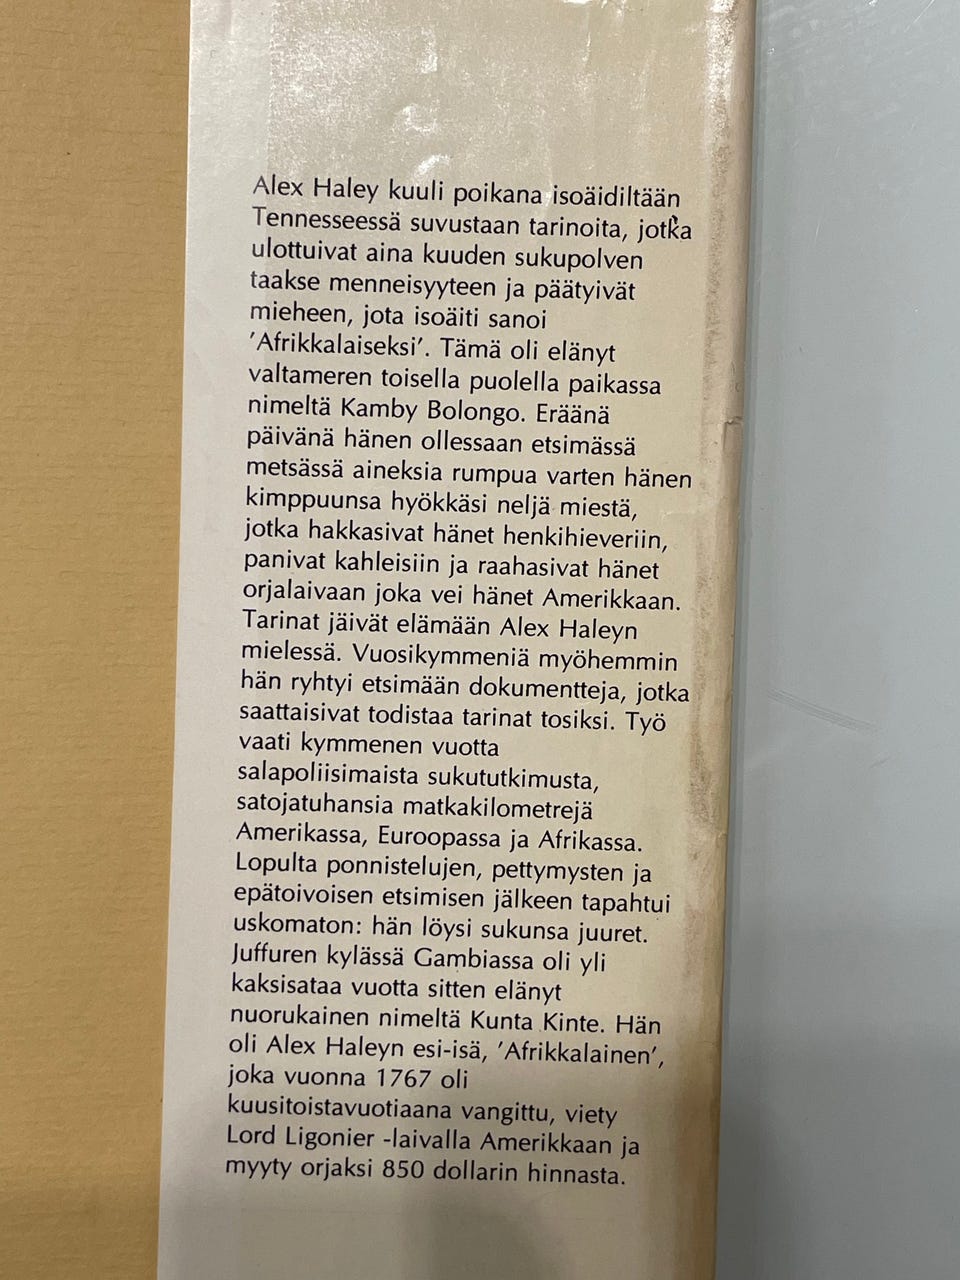 Alex Haley kuuli poikana isoäidiltään
Tennesseessä suvustaan tarinoita, jotka
ulottuivat aina kuuden sukupolven
taakse menneisyyteen ja päätyivät
mieheen, jota isoäiti sanoi
'Afrikkalaiseksi'. Tämä oli elänyt
valtameren toisella puolella paikassa
nimeltä Kamby Bolongo. Eräänä
päivänä hänen ollessaan etsimässä
metsässä aineksia rumpua varten hänen
kimppuunsa hyökkäsi neljä miestä,
jotka hakkasivat hänet henkihieveriin,
panivat kahleisiin ja raahasivat hänet
orjalaivaan joka vei hänet Amerikkaan.
Tarinat jäivät elämään Alex Haleyn
mielessä. Vuosikymmeniä myöhemmin
hän ryhtyi etsimään dokumentteja, jotka
saattaisivat todistaa tarinat tosiksi. Työ
vaati kymmenen vuotta
salapoliisimaista sukututkimusta,
satojatuhansia matkakilometrejä
Amerikassa, Euroopassa ja Afrikassa.
Lopulta ponnistelujen, pettymysten ja
epätoivoisen etsimisen jälkeen tapahtui
uskomaton: hän löysi sukunsa juuret.
Juffuren kylässä Gambiassa oli yli
kaksisataa vuotta sitten elänyt
nuorukainen nimeltä Kunta Kinte. Hän
oli Alex Haleyn esi-isä, 'Afrikkalainen',
joka vuonna 1767 oli
kuusitoistavuotiaana vangittu, viety
Lord Ligonier -laivalla Amerikkaan ja
myyty orjaksi 850 dollarin hinnasta.